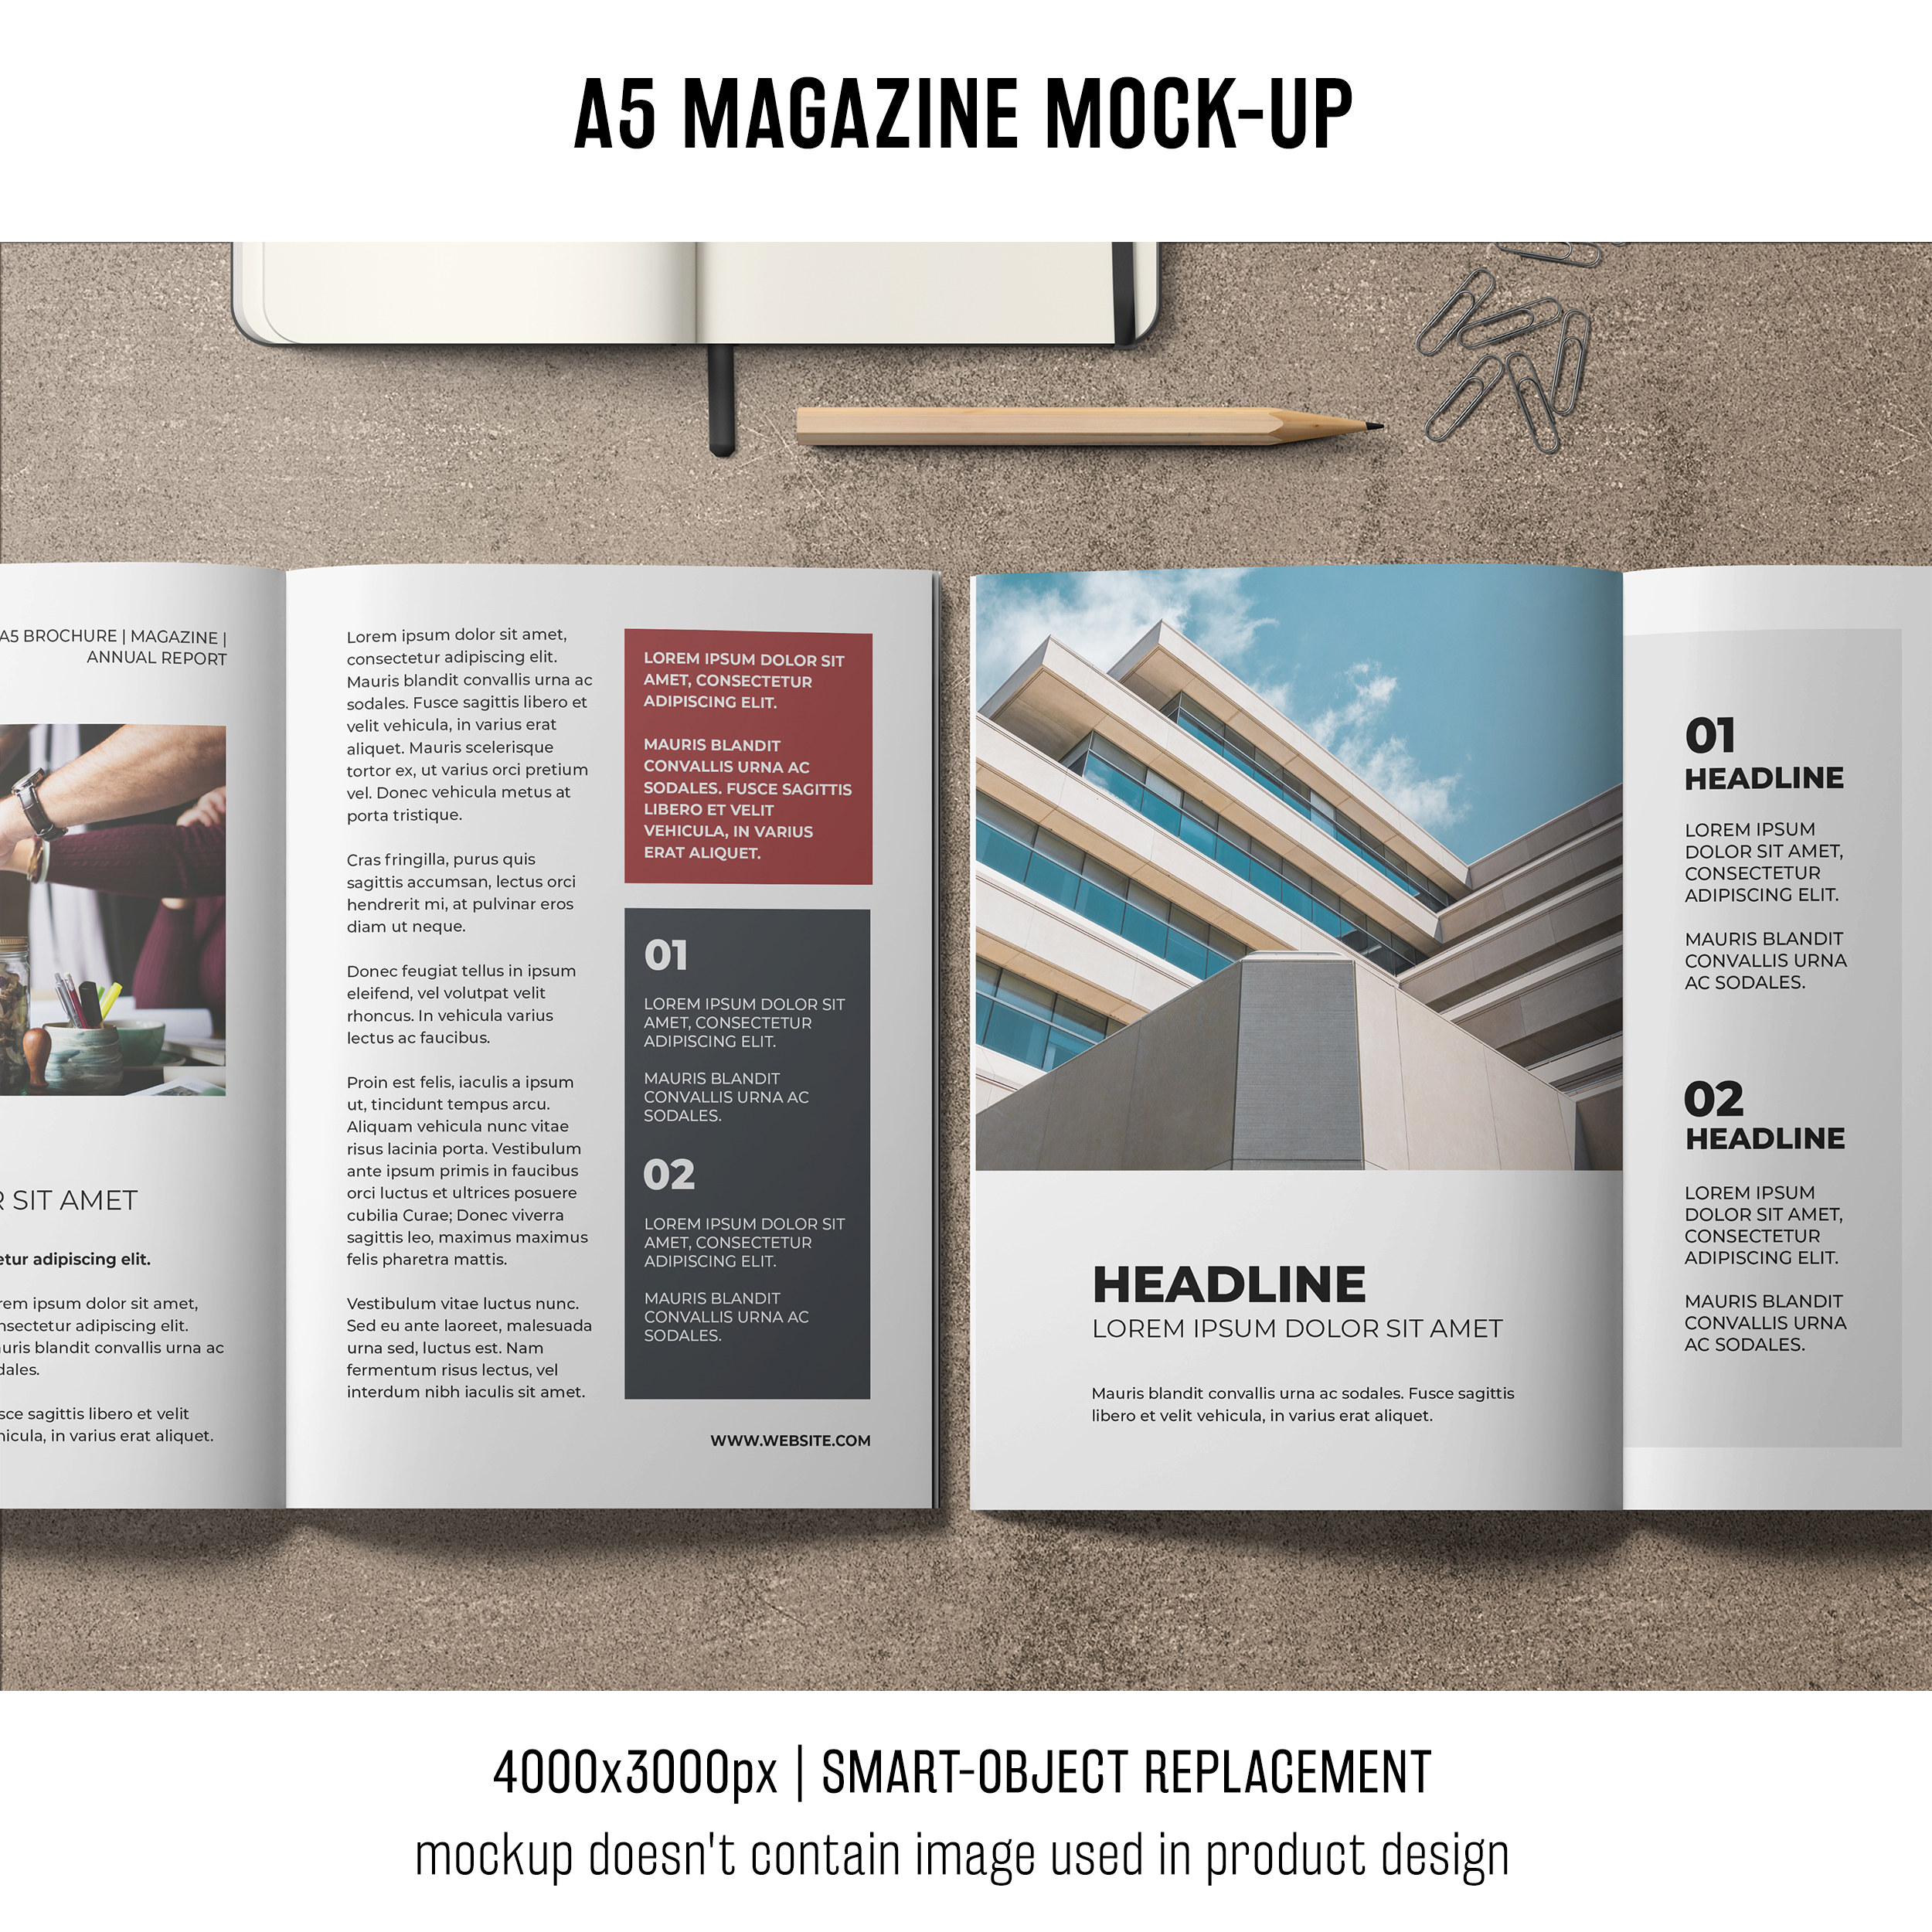 A5 MAGAZINE MOCK-UP
A5 BROCHURE | MAGAZINE |
ANNUAL REPORT
SIT AMET
adipiscing elit.
ipsum dolor sit amet,
adipiscing elit.
blandit convallis urna ac
sagittis libero et velit
in varius erat aliquet.
Lorem ipsum dolor sit amet,
consectetur adipiscing elit.
Mauris blandit convallis urna ac
sodales. Fusce sagittis libero et
velit vehicula, in varius erat
aliquet. Mauris scelerisque
tortor ex, ut varius orci pretium
vel. Donec vehicula metus at
porta tristique.
Cras fringilla, purus quis
sagittis accumsan, lectus orci
hendrerit mi, at pulvinar eros
diam ut neque.
Donec feugiat tellus in ipsum
eleifend, vel volutpat velit
rhoncus. In vehicula varius
lectus ac faucibus.
Proin est felis, iaculis a ipsum
ut, tincidunt tempus arcu.
Aliquam vehicula nunc vitae
risus lacinia porta. Vestibulum
ante ipsum primis in faucibus
orci luctus et ultrices posuere
cubilia Curae; Donec viverra
sagittis leo, maximus maximus
felis pharetra mattis.
Vestibulum vitae luctus nunc.
Sed eu ante laoreet, malesuada
urna sed, luctus est. Nam
fermentum risus lectus, vel
interdum nibh iaculis sit amet.
LOREM IPSUM DOLOR SIT
AMET, CONSECTETUR
ADIPISCING ELIT.
MAURIS BLANDIT
CONVALLIS URNA AC
SODALES. FUSCE SAGITTIS
LIBERO ET VELIT
VEHICULA, IN VARIUS
ERAT ALIQUET.
01
LOREM IPSUM DOLOR SIT
AMET, CONSECTETUR
ADIPISCING ELIT.
MAURIS BLANDIT
CONVALLIS URNA AC
SODALES.
02
LOREM IPSUM DOLOR SIT
AMET, CONSECTETUR
ADIPISCING ELIT.
MAURIS BLANDIT
CONVALLIS URNA AC
SODALES.
WWW.WEBSITE.COM
HEADLINE
LOREM IPSUM DOLOR SIT AMET
Mauris blandit convallis urna ac sodales. Fusce sagittis
libero et velit vehicula, in varius erat aliquet.
01
HEADLINE
LOREM IPSUM
DOLOR SIT AMET,
CONSECTETUR
ADIPISCING ELIT.
MAURIS BLANDIT
CONVALLIS URNA
AC SODALES.
02
HEADLINE
LOREM IPSUM
DOLOR SIT AMET,
CONSECTETUR
ADIPISCING ELIT.
MAURIS BLANDIT
CONVALLIS URNA
AC SODALES.
4000x3000px | SMART-OBJECT REPLACEMENT
mockup doesn't contain image used in product design